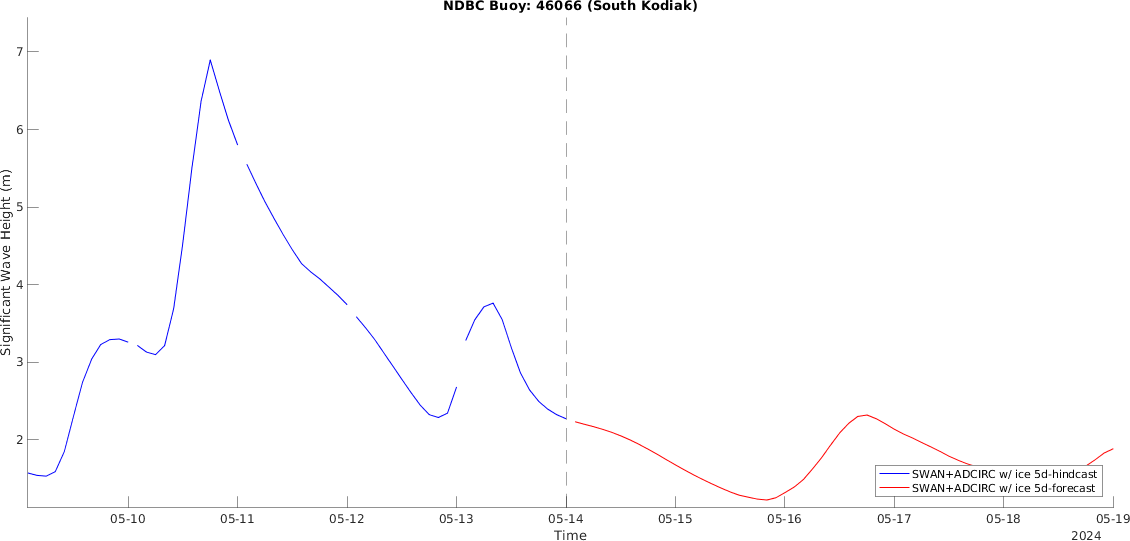 NDBC Buoy: 46066 (South Kodiak)
Significant Wave Height (m)
7
6
5
4
3
2
SWAN+ADCIRC w/ ice 5d-hindcast
SWAN+ADCIRC w/ ice 5d-forecast
05-10 05-11 05-12 05-13 05-14 05-15 05-16 05-17 05-18 05-19
Time
2024